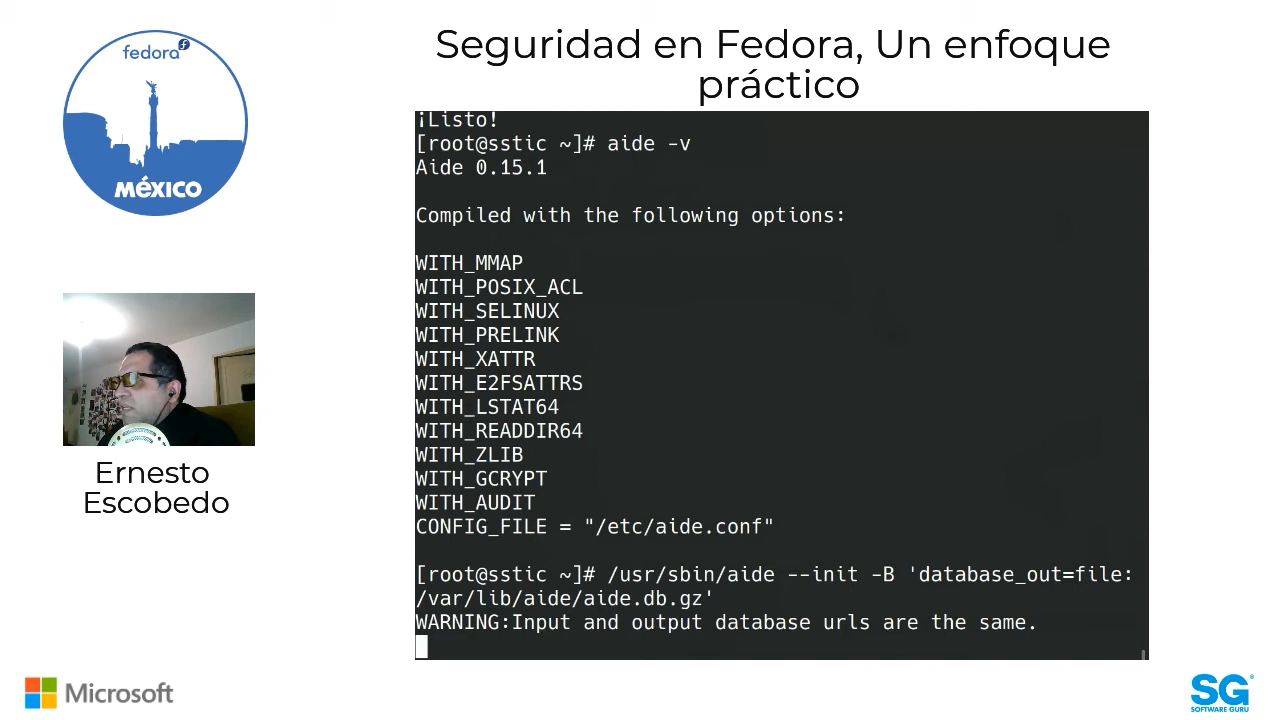 Seguridad en Fedora, Un enfoque
práctico
fedora
MÉXICO
¡Listo!
[root@sstic ~]# aide -v
Aide 0.15.1
Compiled with the following options:
WITH_MMAP
WITH_POSIX_ACL
WITH_SELINUX
WITH_PRELINK
WITH_XATTR
WITH_E2FSATTRS
WITH_LSTAT64
WITH_READDIR64
WITH_ZLIB
WITH_GCRYPT
WITH_AUDIT
CONFIG_FILE = "/etc/aide.conf"
[root@sstic ~]# /usr/sbin/aide --init -B 'database_out=file:
/var/lib/aide/aide.db.gz'
WARNING:Input and output database urls are the same.
Ernesto
Escobedo
Microsoft
SG
SOFTWARE GURU